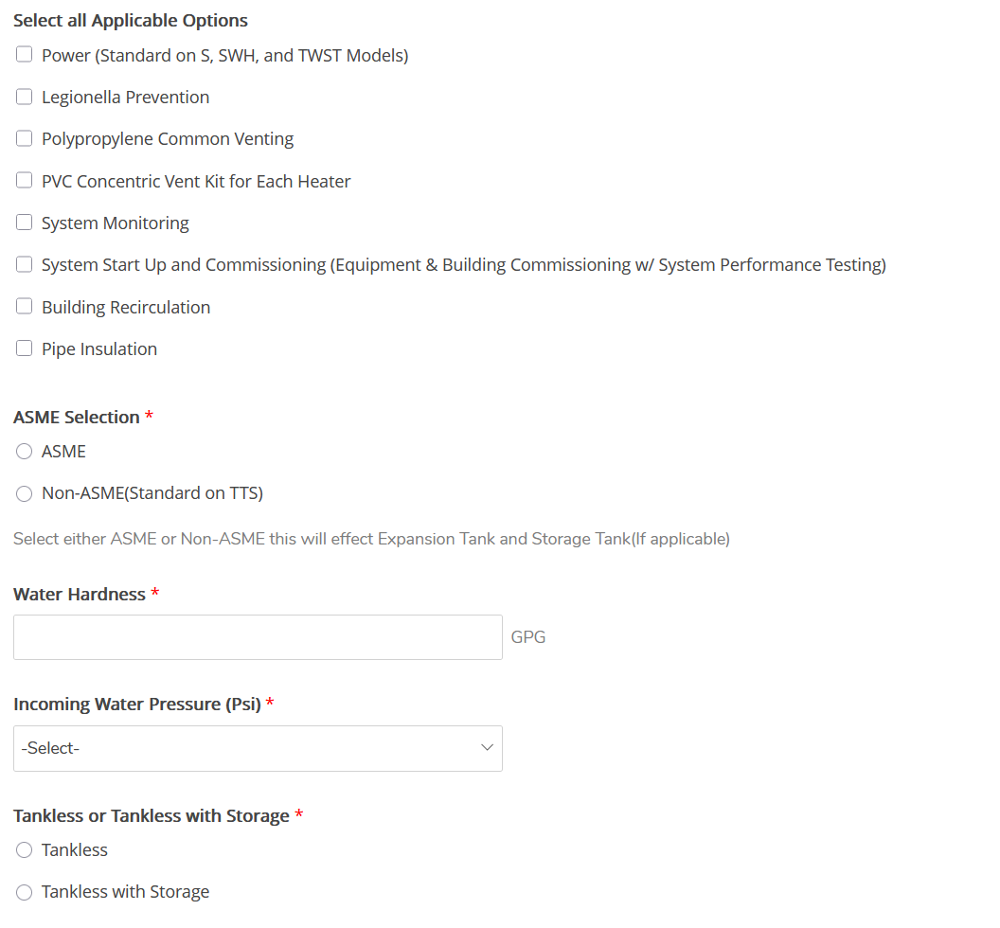 Select all Applicable Options
Power (Standard on S, SWH, and TWST Models)
Legionella Prevention
Polypropylene Common Venting
PVC Concentric Vent Kit for Each Heater
System Monitoring
System Start Up and Commissioning (Equipment & Building Commissioning w/ System Performance Testing)
Building Recirculation
Pipe Insulation
ASME Selection *
ASME
Non-ASME(Standard on TTS)
Select either ASME or Non-ASME this will effect Expansion Tank and Storage Tank(If applicable)
Water Hardness *
GPG
Incoming Water Pressure (Psi) *
-Select-
Tankless or Tankless with Storage *
Tankless
Tankless with Storage